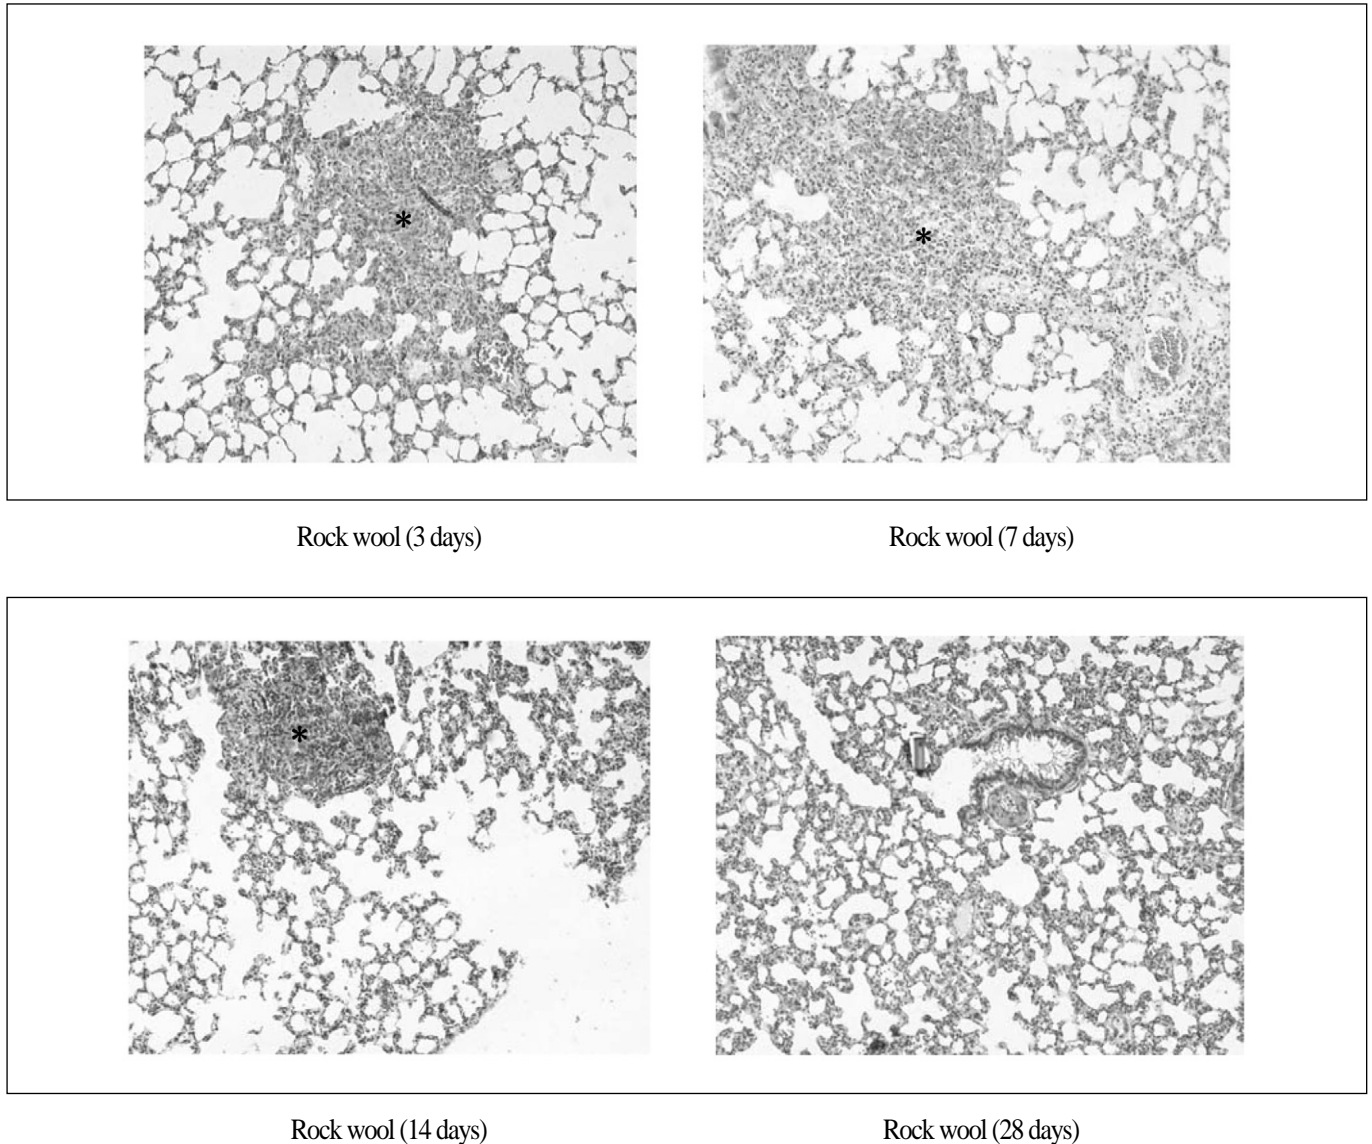 *
*
Rock wool (3 days)
Rock wool (7 days)
*
Rock wool (14 days)
Rock wool (28 days)